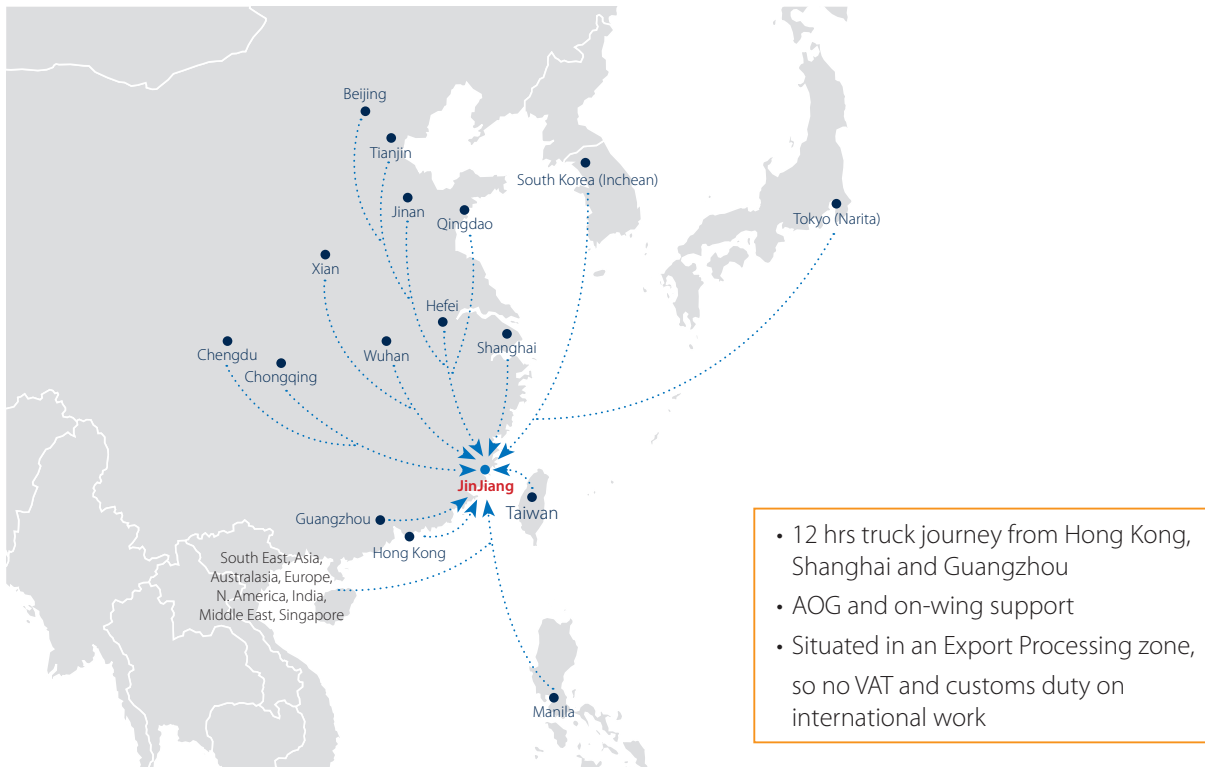 Beijing
Tianjin
South Korea (Inchean)
Jinan
Qingdao
Tokyo (Narita)
Xian
Hefei
Chengdu
Wuhan
Shanghai
Chongqing
JinJiang
Guangzhou
Taiwan
Hong Kong
South East, Asia,
Australasia, Europe,
N. America, India,
Middle East, Singapore
Manila
• 12 hrs truck journey from Hong Kong,
Shanghai and Guangzhou
• AOG and on-wing support
• Situated in an Export Processing zone,
so no VAT and customs duty on
international work